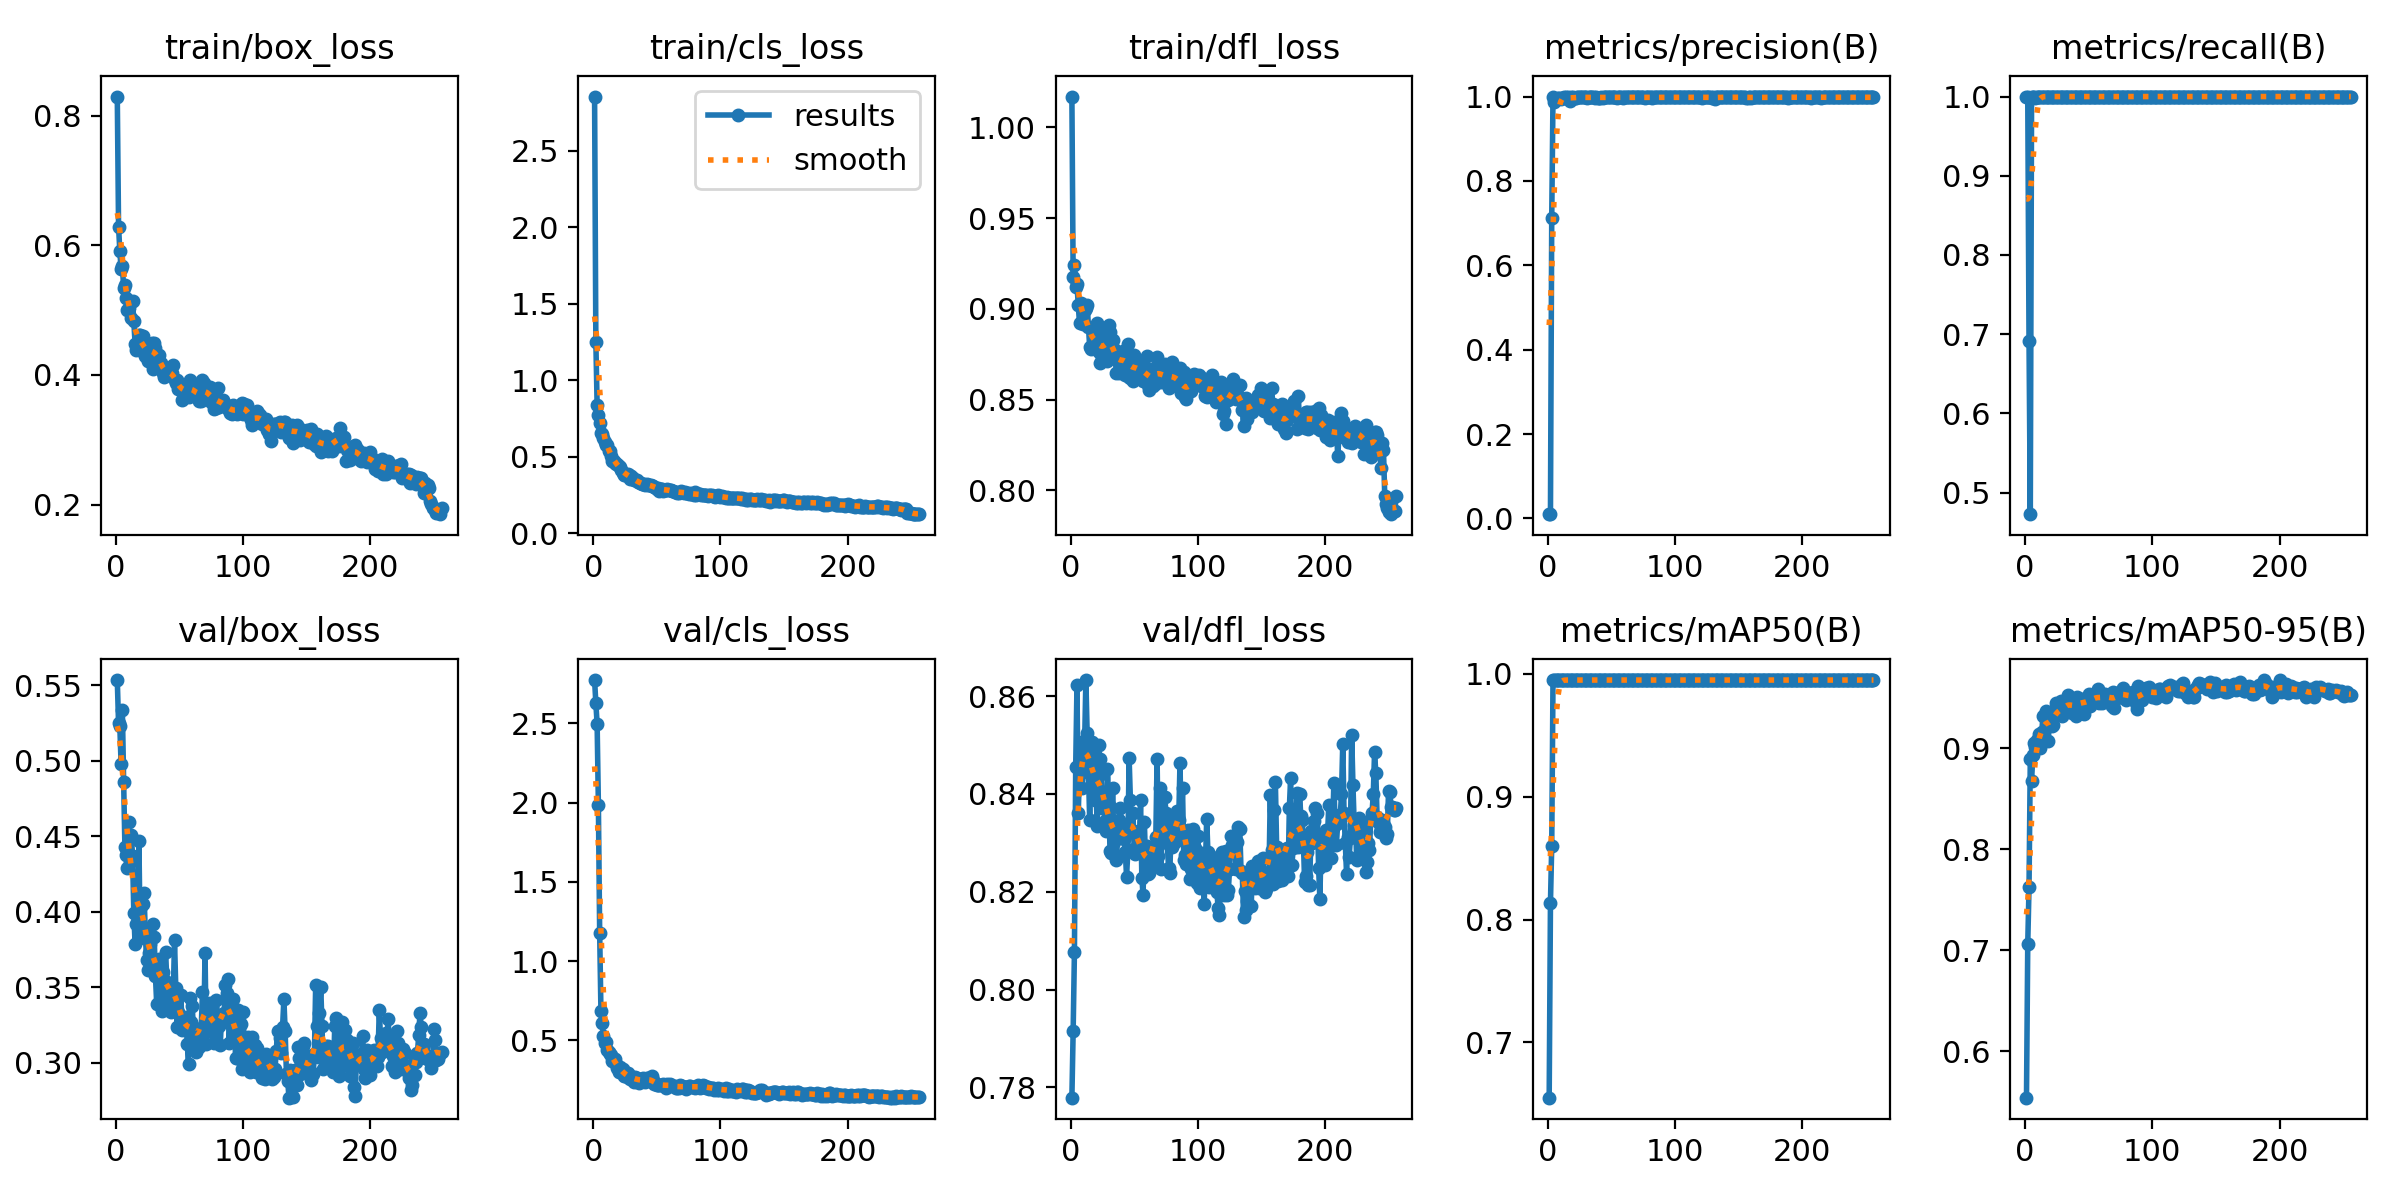 train/box_loss
0.8
0.6
0.4
0.2
0 100 200
train/cls_loss
results
smooth
2.5
2.0
1.5
1.0
0.5
0.0
0 100 200
train/dfl_loss
1.00
0.95
0.90
0.85
0.80
0 100 200
metrics/precision(B)
1.0
0.8
0.6
0.4
0.2
0.0
0 100 200
metrics/recall(B)
1.0
0.9
0.8
0.7
0.6
0.5
0 100 200
val/box_loss
0.55
0.50
0.45
0.40
0.35
0.30
0 100 200
val/cls_loss
2.5
2.0
1.5
1.0
0.5
0 100 200
val/dfl_loss
0.86
0.84
0.82
0.80
0.78
0 100 200
metrics/mAP50(B)
1.0
0.9
0.8
0.7
0 100 200
metrics/mAP50-95(B)
0.9
0.8
0.7
0.6
0 100 200